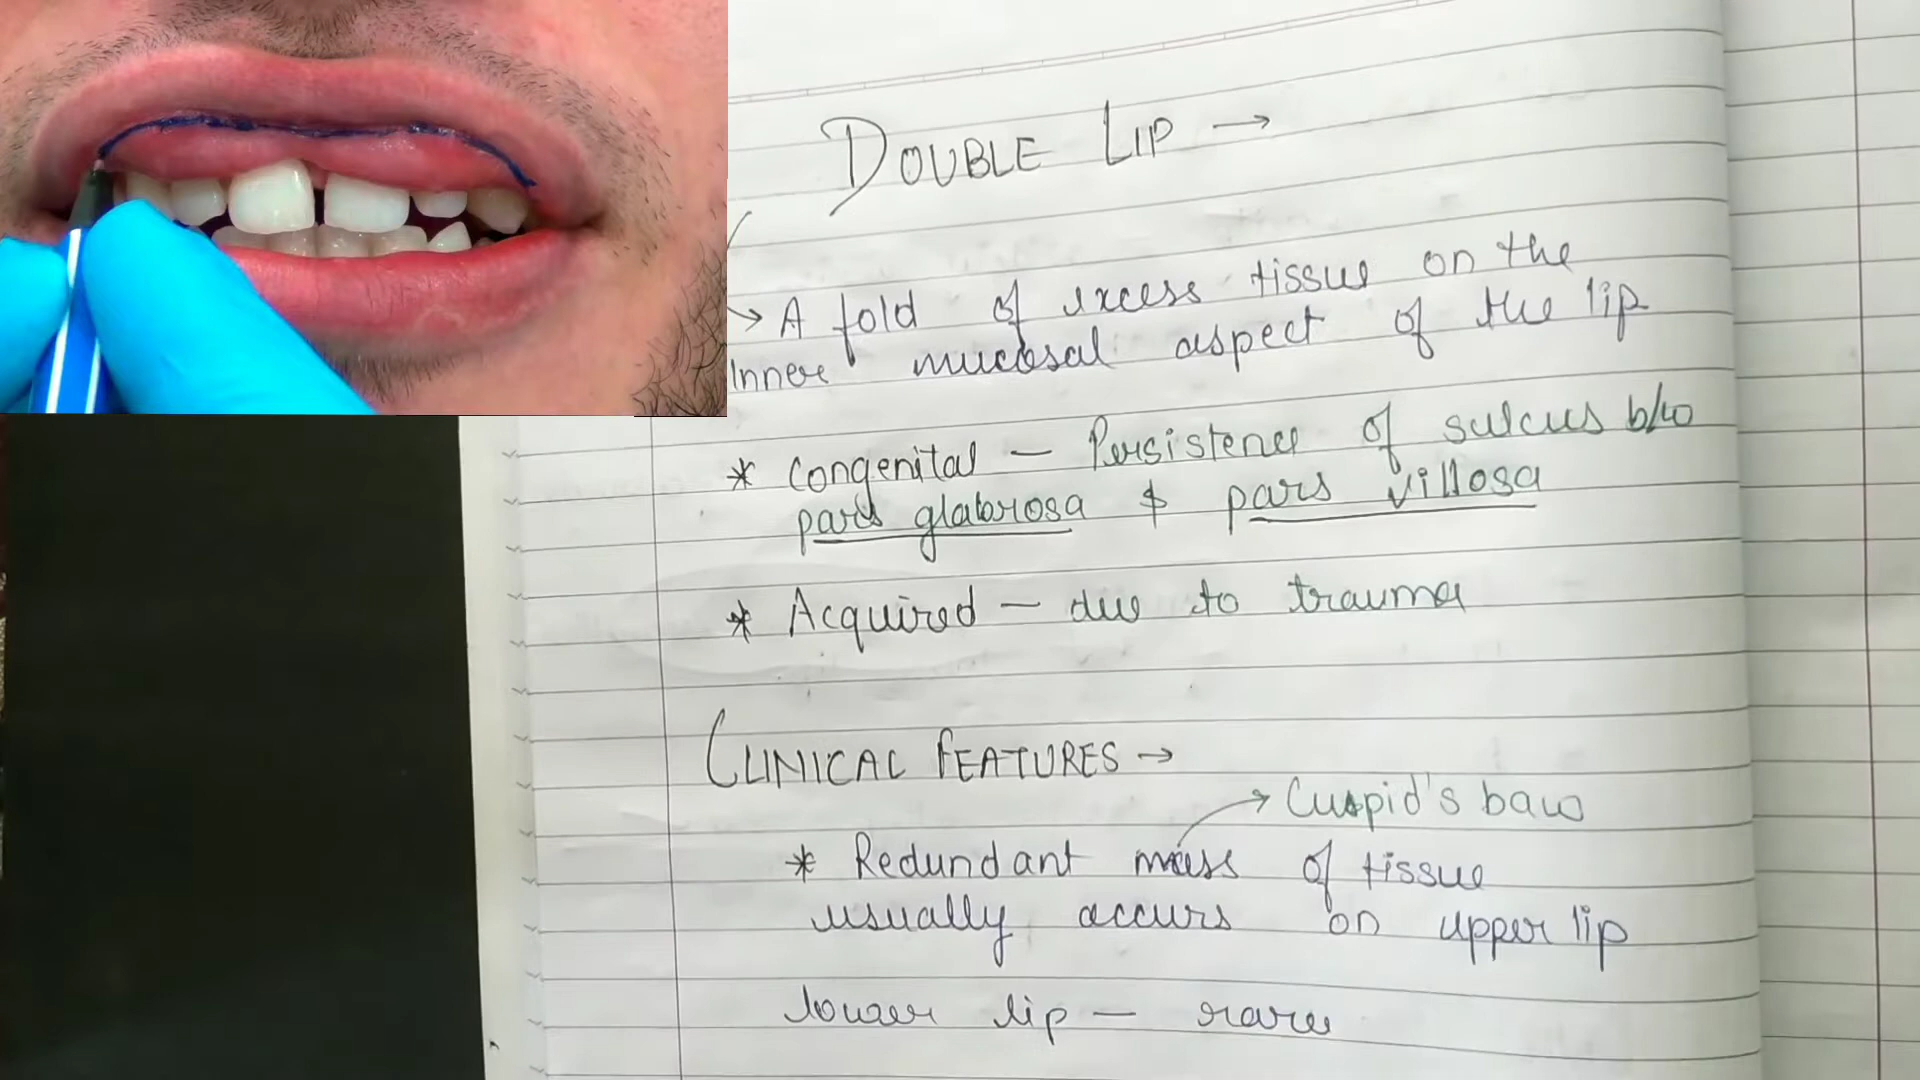 DOUBLE LIP →
→ A fold of excess tissue on the
Inner mucosal aspect of the lip
* Congenital – Persistence of sulcus b/w
pars glabrosa & pars villosa
* Acquired – due to trauma
CLINICAL FEATURES →
→ Cuspid's baw
* Redundant mass of tissue
usually occurs on upper lip
lower lip – rare